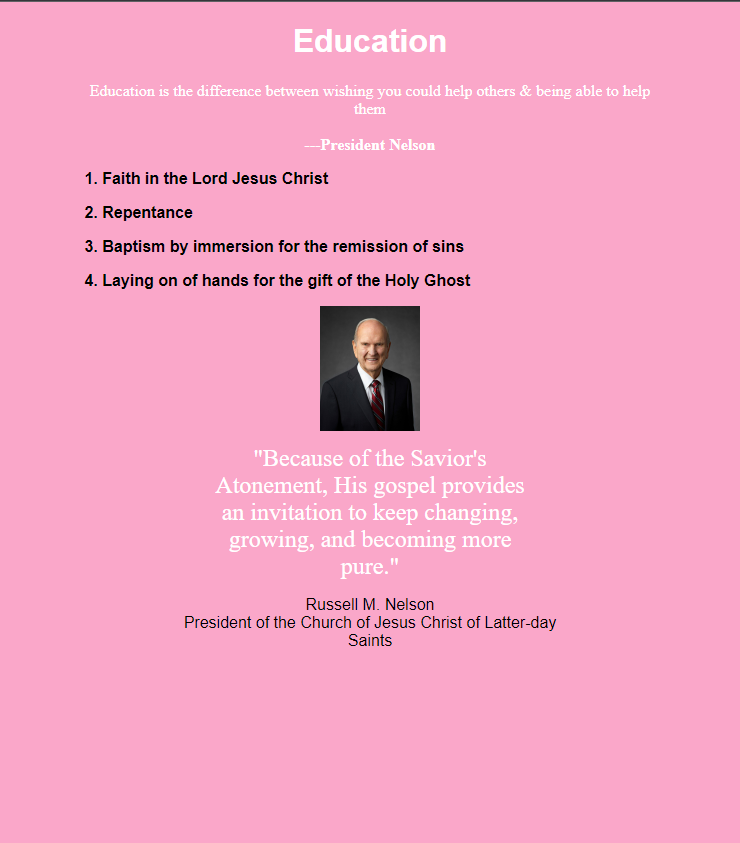 Education
Education is the difference between wishing you could help others & being able to help
them
—President Nelson
1. Faith in the Lord Jesus Christ
2. Repentance
3. Baptism by immersion for the remission of sins
4. Laying on of hands for the gift of the Holy Ghost
"Because of the Savior's
Atonement, His gospel provides
an invitation to keep changing,
growing, and becoming more
pure."
Russell M. Nelson
President of the Church of Jesus Christ of Latter-day
Saints